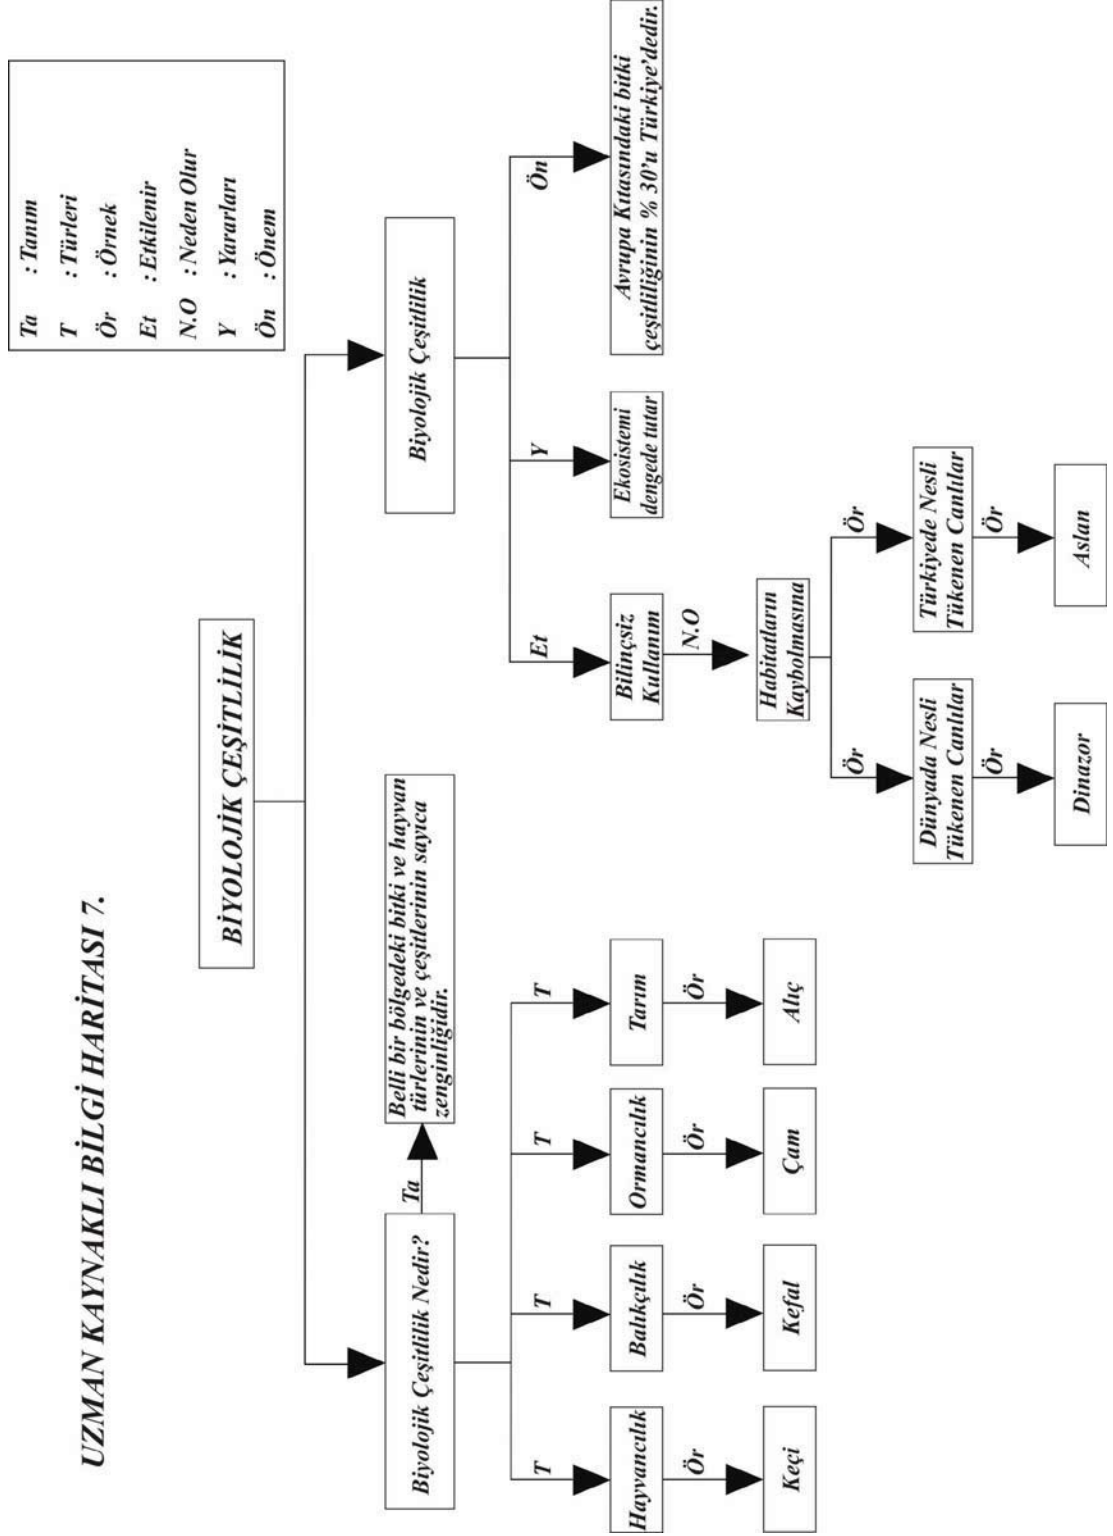 UZMAN KAYNAKLI BİLGİ HARİTASI 7.
Ta : Tanım
T : Türleri
Ör : Örnek
Et : Etkilenir
N.O : Neden Olur
Y : Yararları
Ön : Önem
BİYOLOJİK ÇEŞİTLİLİK
Biyolojik Çeşitlilik Nedir?
Ta
Belli bir bölgedeki bitki ve hayvan
türlerinin ve çeşitlerinin sayıca
zenginliğidir.
T
T
T
T
Hayvancılık
Balıkçılık
Ormancılık
Tarım
Ör
Ör
Ör
Ör
Keçi
Kefal
Çam
Alıç
Biyolojik Çeşitlilik
Et
Y
Ön
Bilinçsiz
Kullanım
Ekosistemi
dengede tutar
Avrupa Kıtasındaki bitki
çeşitliliğinin % 30'u Türkiye'dedir.
N.O
Habitatların
Kaybolmasına
Ör
Ör
Dünyada Nesli
Tükenen Canlılar
Türkiyede Nesli
Tükenen Canlılar
Ör
Ör
Dinazor
Aslan